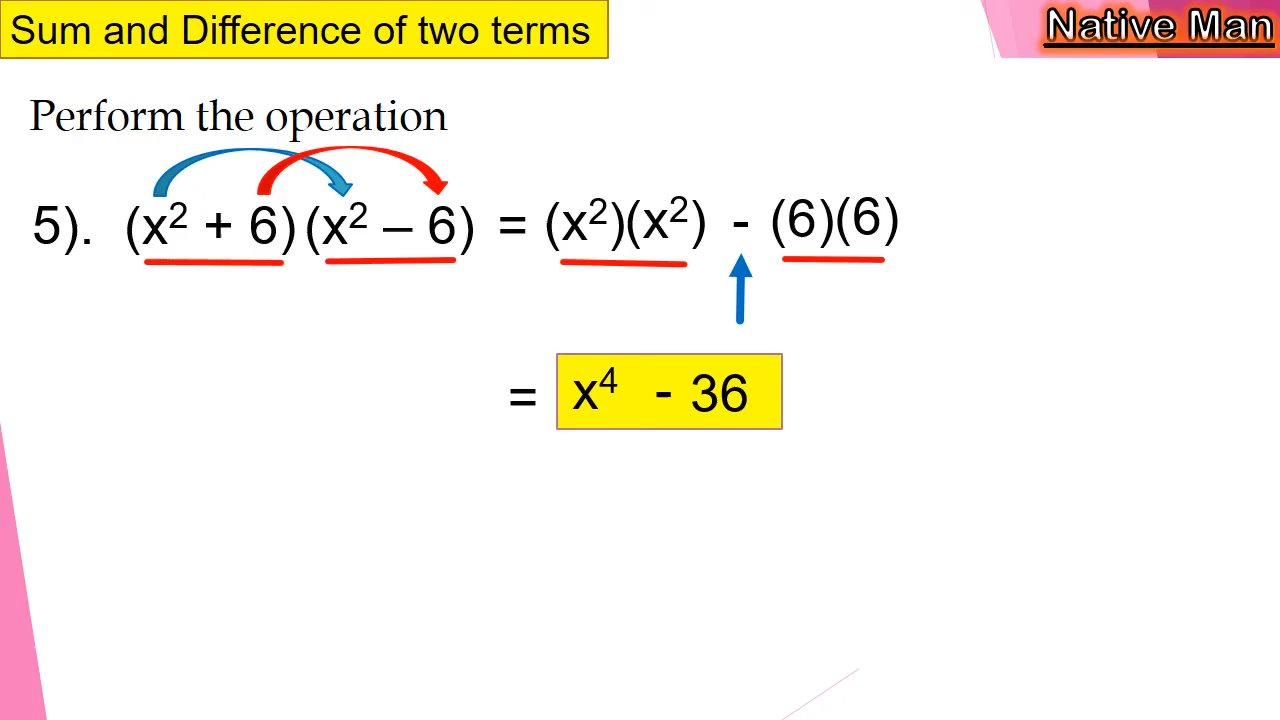 Sum and Difference of two terms
Native Man
Perform the operation
5). (x² + 6)(x² – 6) = (x²)(x²) - (6)(6)
= x⁴ - 36